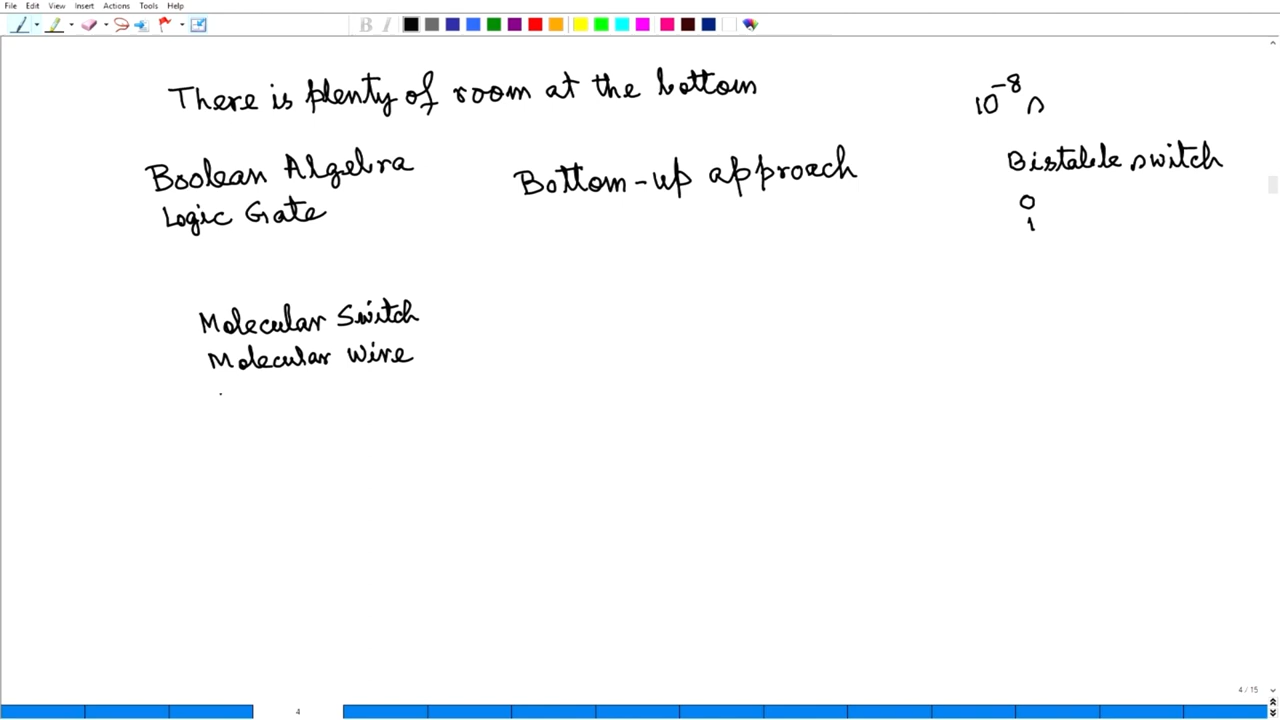 File Edit View Insert Actions Tools Help
B I
There is plenty of room at the bottom
10⁻⁸ s
Boolean Algebra
Logic Gate
Bottom-up approach
Bistable switch
0
1
Molecular Switch
Molecular Wire
4 / 15
4